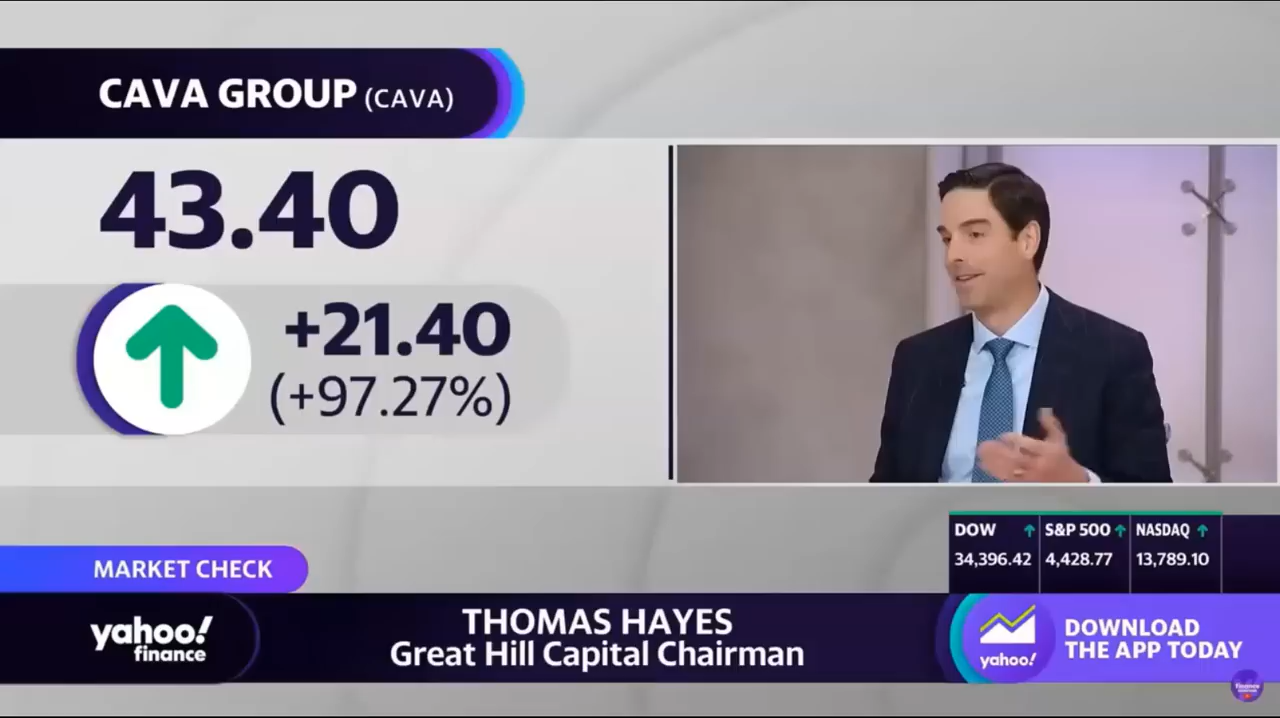 CAVA GROUP (CAVA)
43.40
+21.40
(+97.27%)
DOW S&P 500 NASDAQ
34,396.42 4,428.77 13,789.10
MARKET CHECK
yahoo!
finance
THOMAS HAYES
Great Hill Capital Chairman
yahoo!
DOWNLOAD
THE APP TODAY
finance